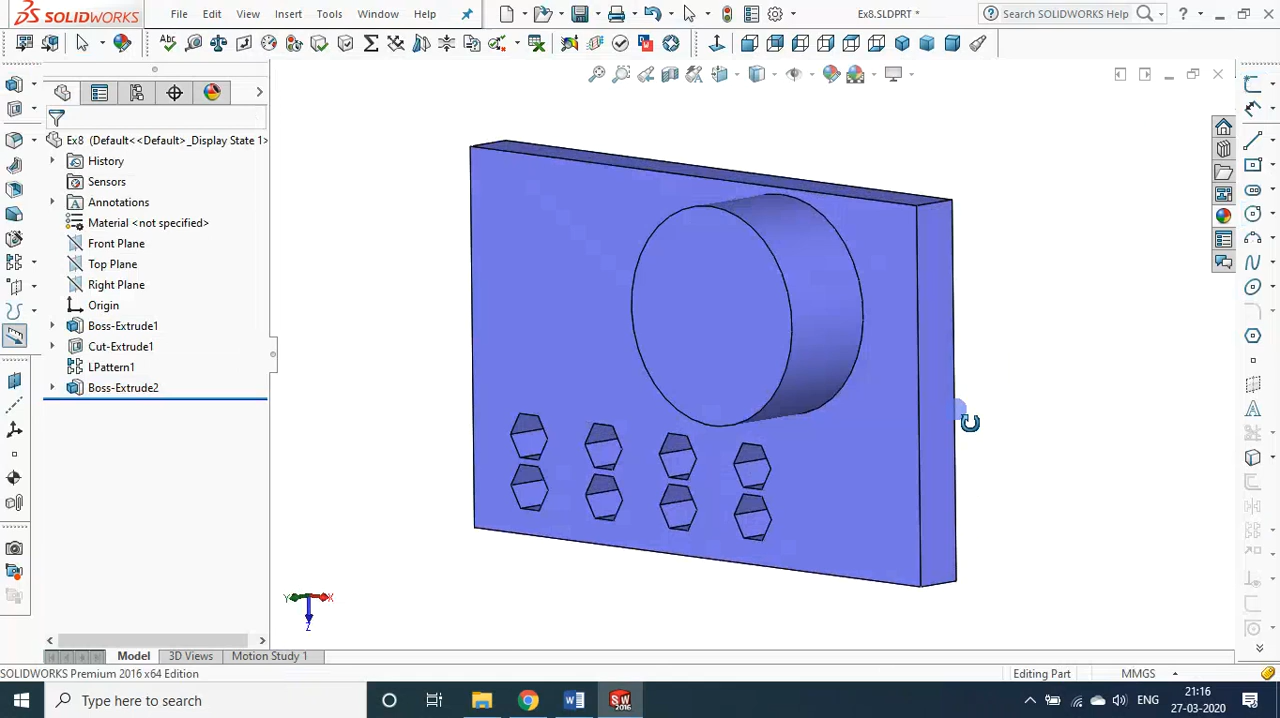 SOLIDWORKS File Edit View Insert Tools Window Help Ex8.SLDPRT * Search SOLIDWORKS Help ?
Abc
Ex8 (Default<<Default>_Display State 1>
History
Sensors
Annotations
Material <not specified>
Front Plane
Top Plane
Right Plane
Origin
Boss-Extrude1
Cut-Extrude1
LPattern1
Boss-Extrude2
Y X
Z
Model 3D Views Motion Study 1
SOLIDWORKS Premium 2016 x64 Edition Editing Part MMGS
Type here to search ENG 21:16
27-03-2020